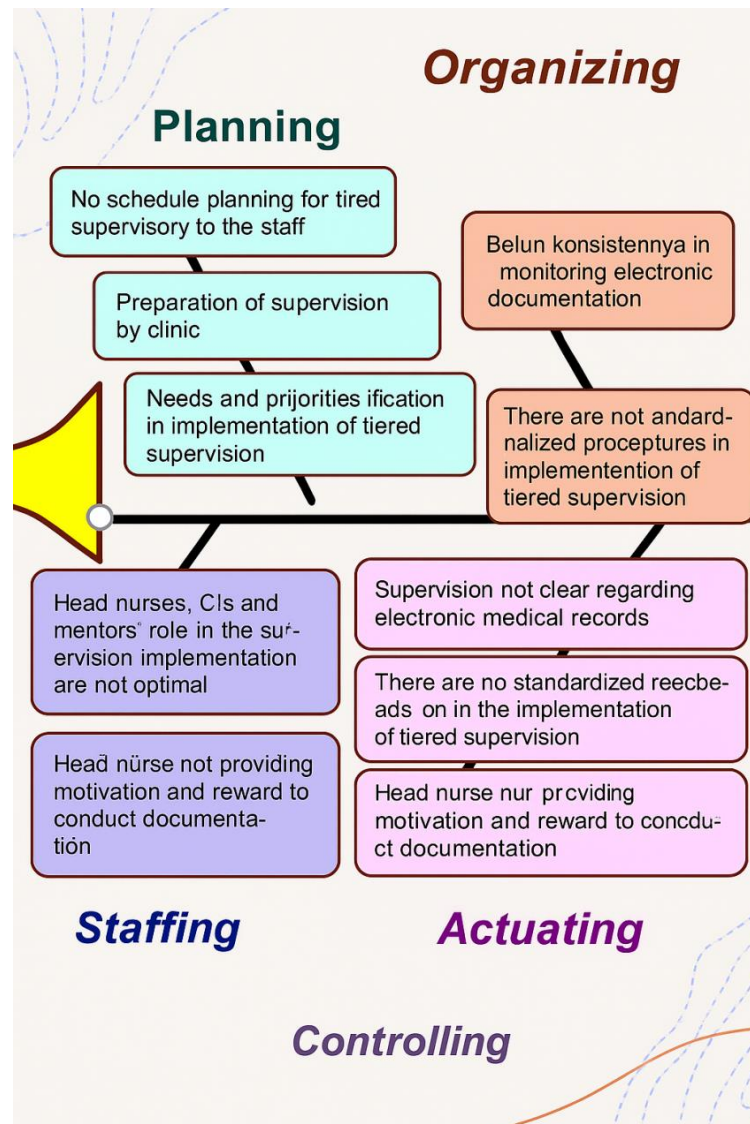 Organizing
Planning
No schedule planning for tired
supervisory to the staff
Preparation of supervision
by clinic
Needs and prijorities ification
in implementation of tiered
supervision
Belun konsistennya in
monitoring electronic
documentation
There are not andard-
nalized proceptures in
implementention of
tiered supervision
Head nurses, CIs and
mentors' role in the sur-
ervision implementation
are not optimal
Head nürse not providing
motivation and reward to
conduct documenta-
tion
Supervision not clear regarding
electronic medical records
There are no standardized reecbe-
ads on in the implementation
of tiered supervision
Head nurse nur prcviding
motivation and reward to concdu-
ct documentation
Staffing
Actuating
Controlling